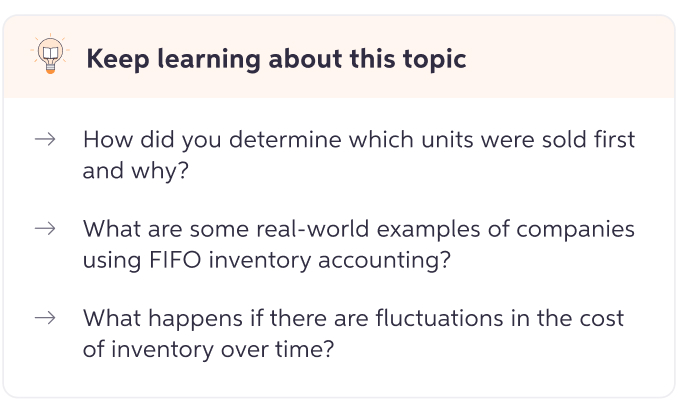 Keep learning about this topic
How did you determine which units were sold first
and why?
What are some real-world examples of companies
using FIFO inventory accounting?
What happens if there are fluctuations in the cost
of inventory over time?